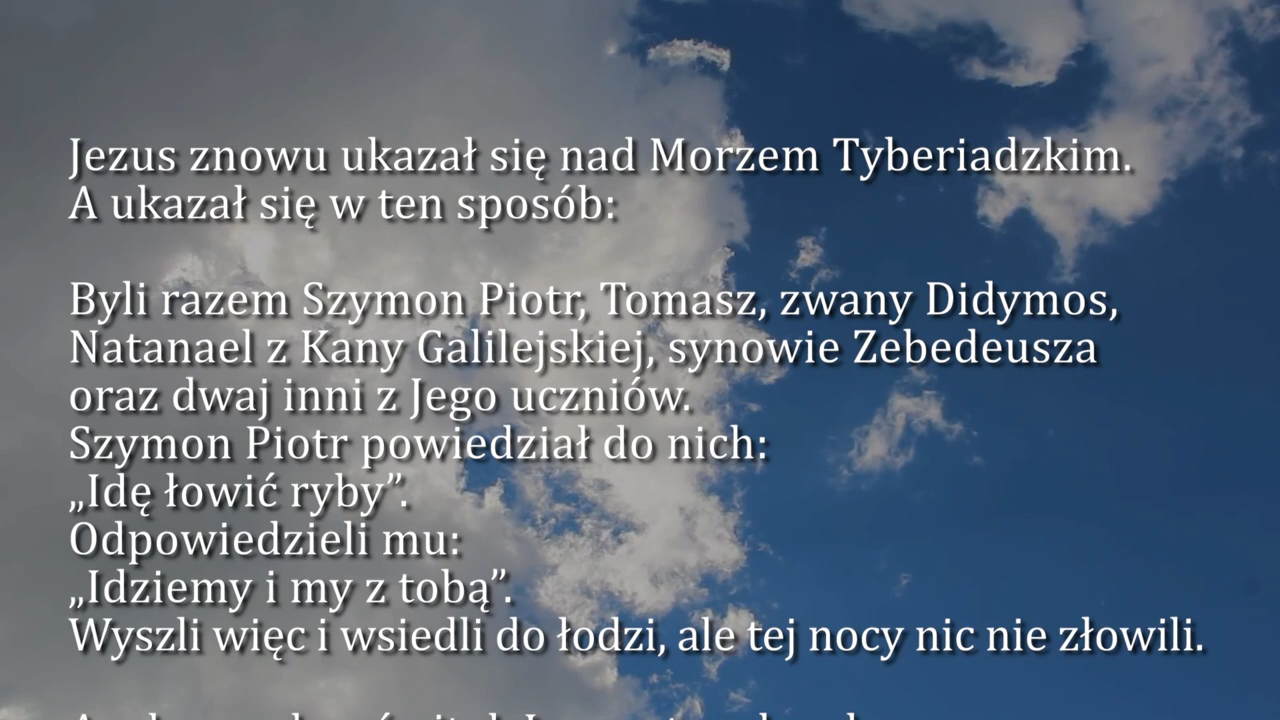 Jezus znowu ukazał się nad Morzem Tyberiadzkim.
A ukazał się w ten sposób:
Byli razem Szymon Piotr, Tomasz, zwany Didymos,
Natanael z Kany Galilejskiej, synowie Zebedeusza
oraz dwaj inni z Jego uczniów.
Szymon Piotr powiedział do nich:
„Idę łowić ryby”.
Odpowiedzieli mu:
„Idziemy i my z tobą”.
Wyszli więc i wsiedli do łodzi, ale tej nocy nic nie złowili.